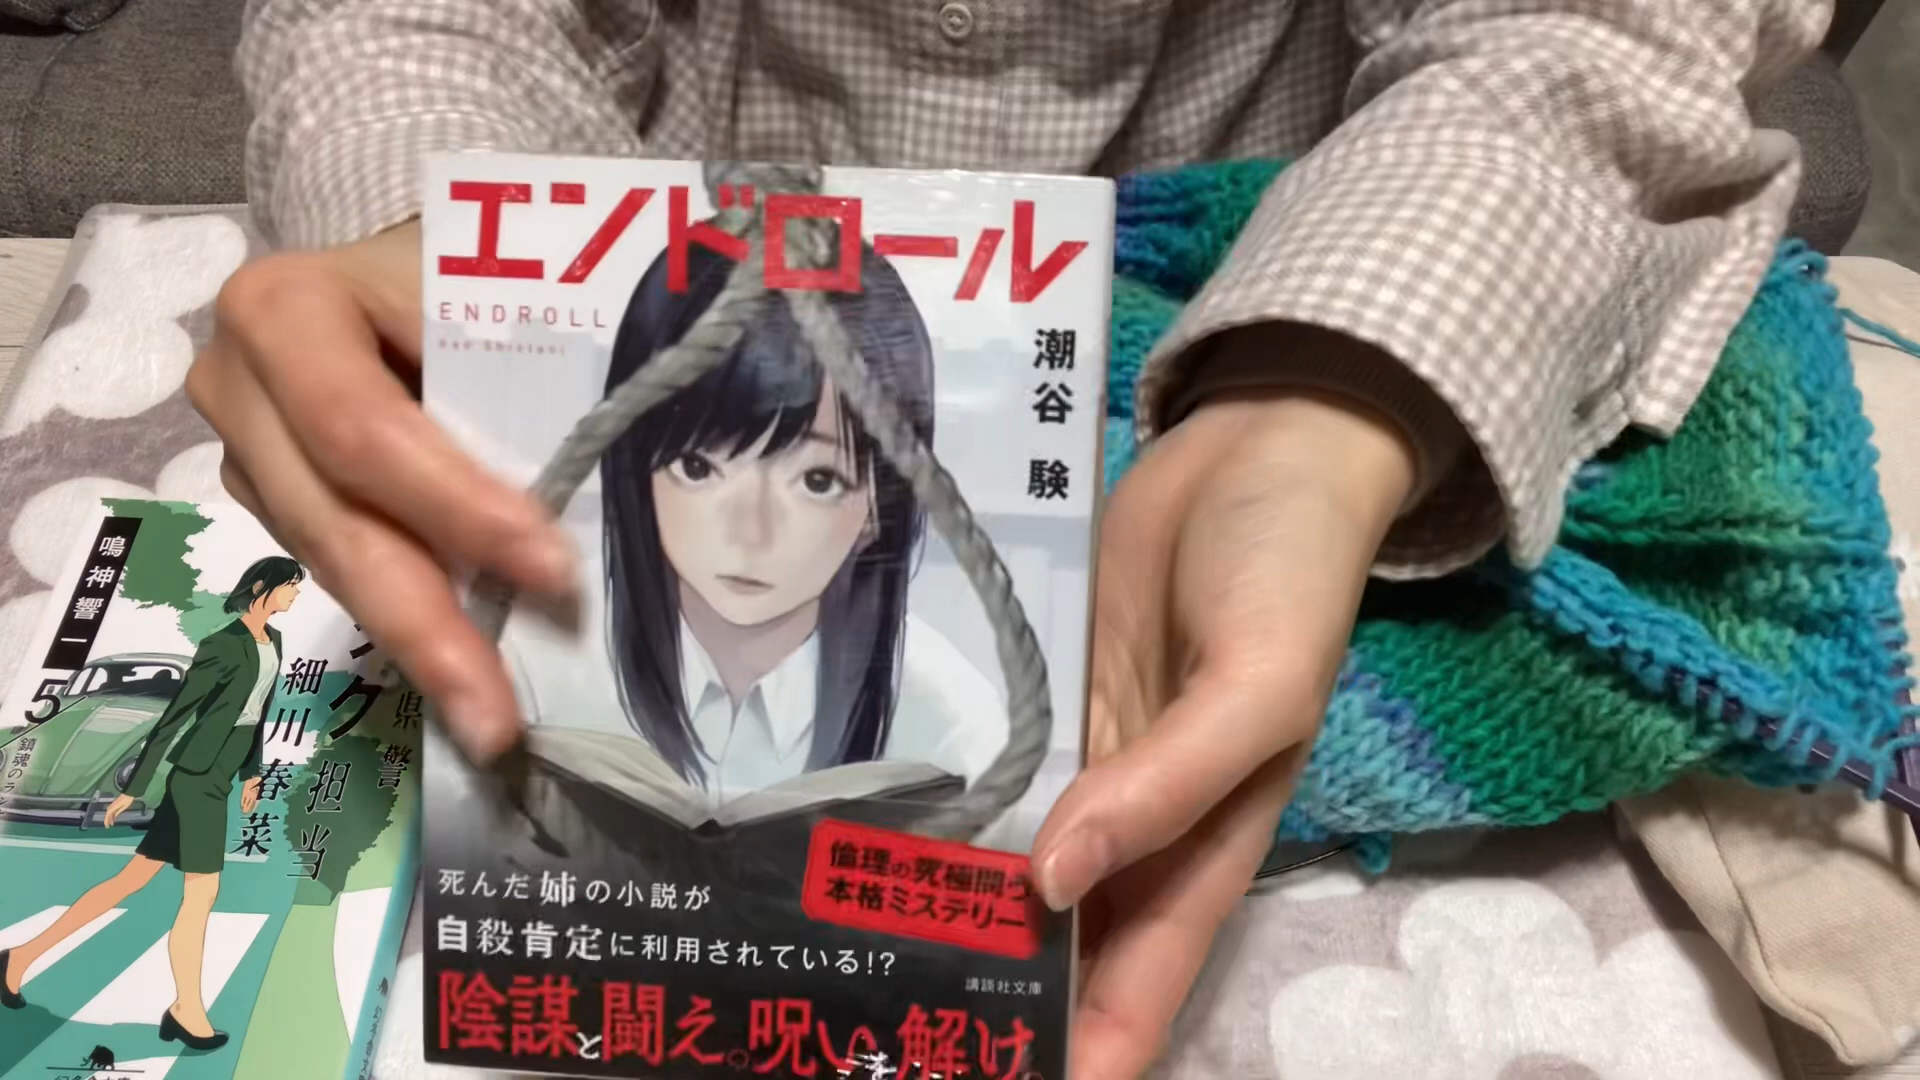 エンドロール
ENDROLL
潮谷 験
死んだ姉の小説が
自殺肯定に利用されている!?
倫理の究極問う
本格ミステリー
講談社文庫
陰謀と闘え。呪いを解け。
鳴神響一
5
鎮魂のラン
県警
ク
担当
細川春菜